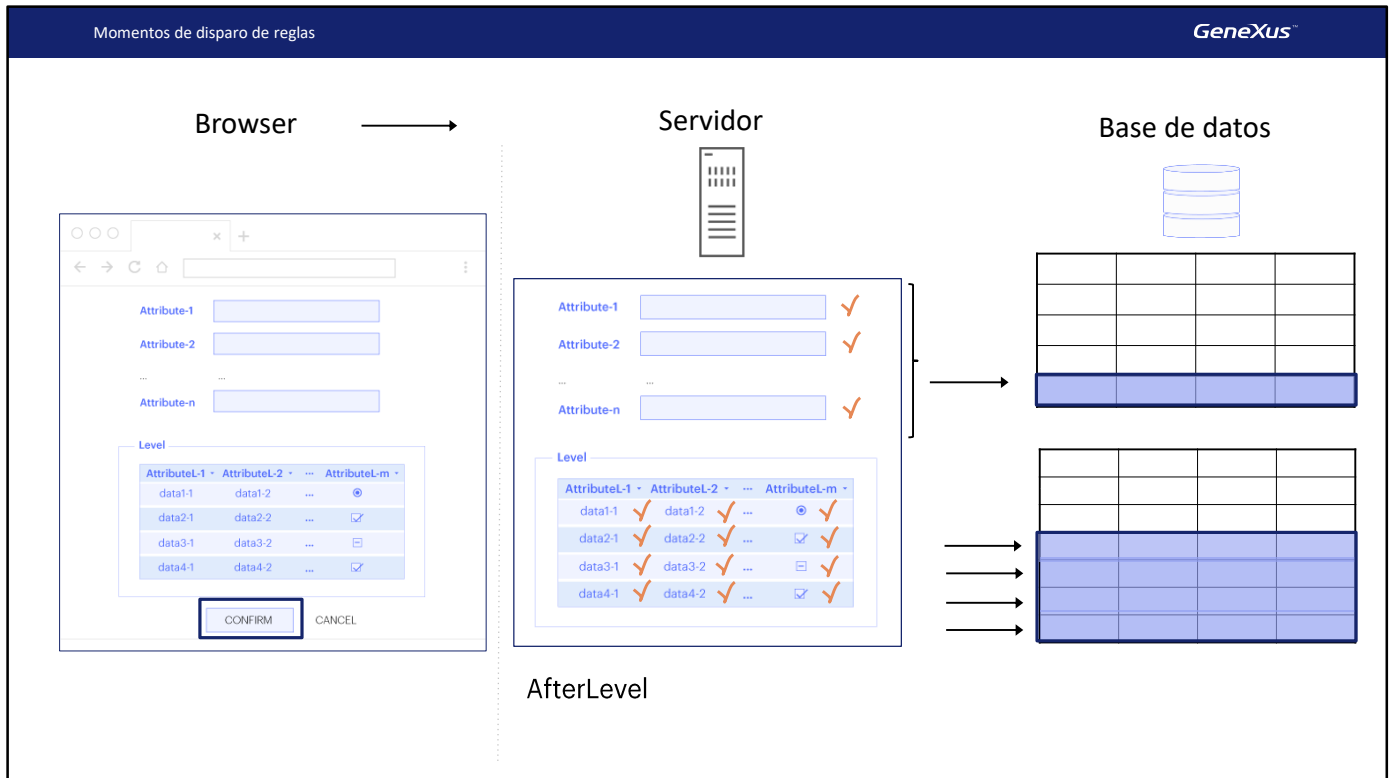 Momentos de disparo de reglas
GeneXus™
Browser
Servidor
Base de datos
Attribute-1
Attribute-2
... ...
Attribute-n
Level
AttributeL-1 AttributeL-2 ... AttributeL-m
data1-1 data1-2 ...
data2-1 data2-2 ...
data3-1 data3-2 ...
data4-1 data4-2 ...
CONFIRM CANCEL
Attribute-1
Attribute-2
... ...
Attribute-n
Level
AttributeL-1 AttributeL-2 ... AttributeL-m
data1-1 data1-2 ...
data2-1 data2-2 ...
data3-1 data3-2 ...
data4-1 data4-2 ...
AfterLevel